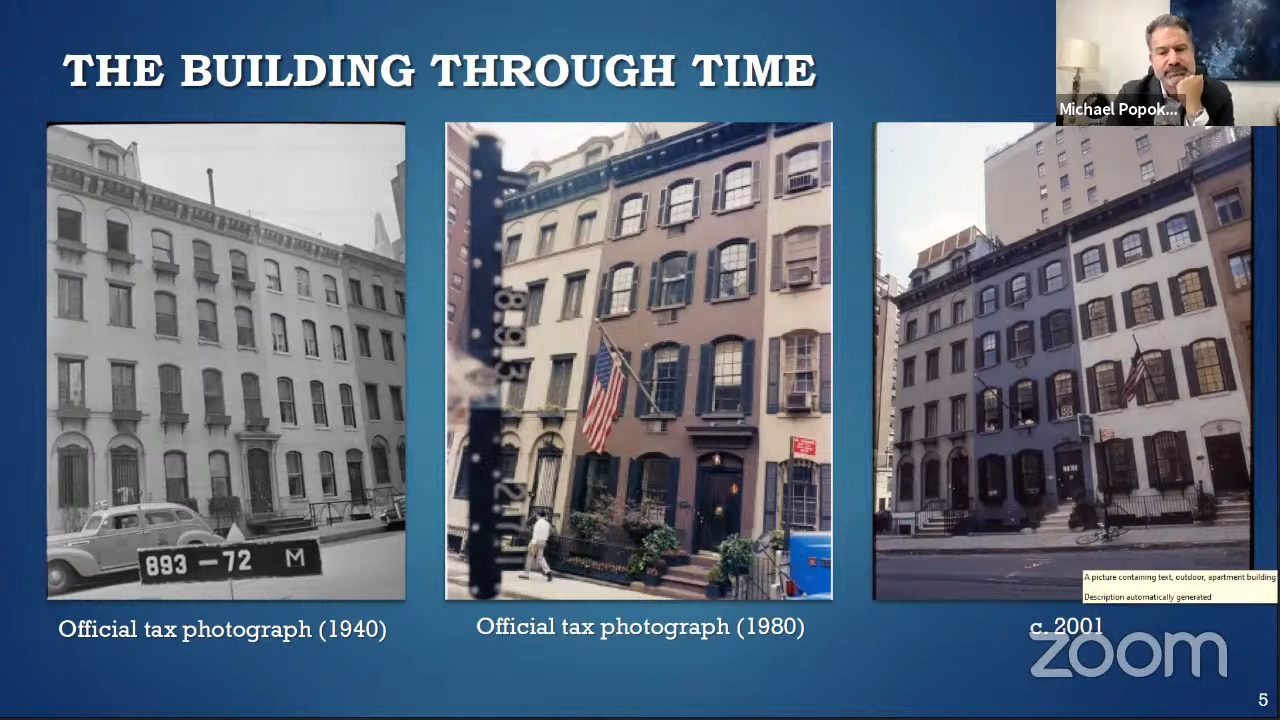 THE BUILDING THROUGH TIME
Michael Popok...
893 — 72 M
Official tax photograph (1940)
Official tax photograph (1980)
A picture containing text, outdoor, apartment building
Description automatically generated
c. 2001
zoom
5